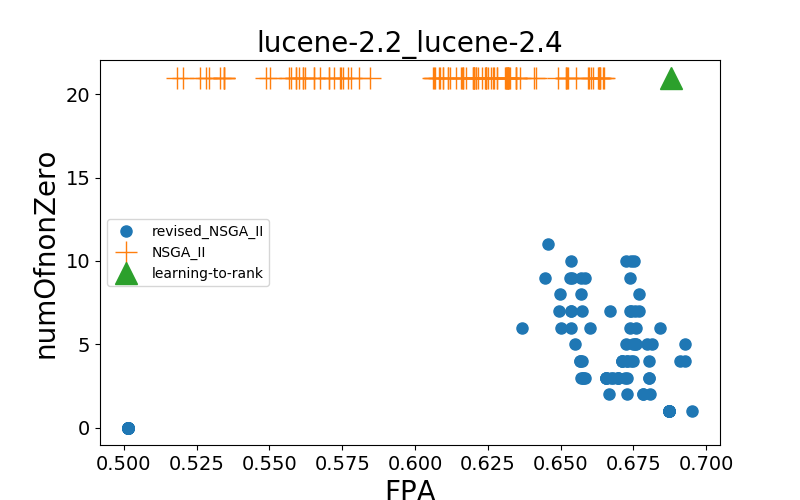 lucene-2.2_lucene-2.4
numOfnonZero
20
15
10
5
0
revised_NSGA_II
NSGA_II
learning-to-rank
0.500 0.525 0.550 0.575 0.600 0.625 0.650 0.675 0.700
FPA